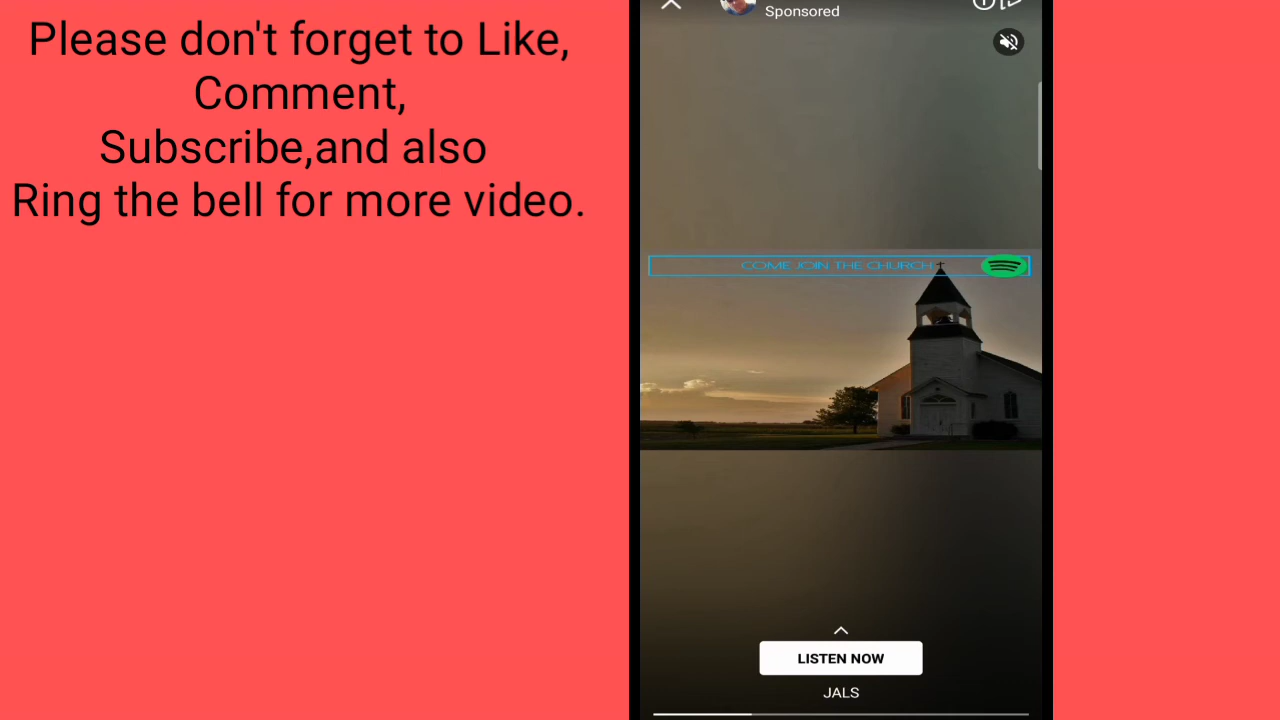 Please don't forget to Like,
Comment,
Subscribe,and also
Ring the bell for more video.
Sponsored
COME JOIN THE CHURCH
LISTEN NOW
JALS